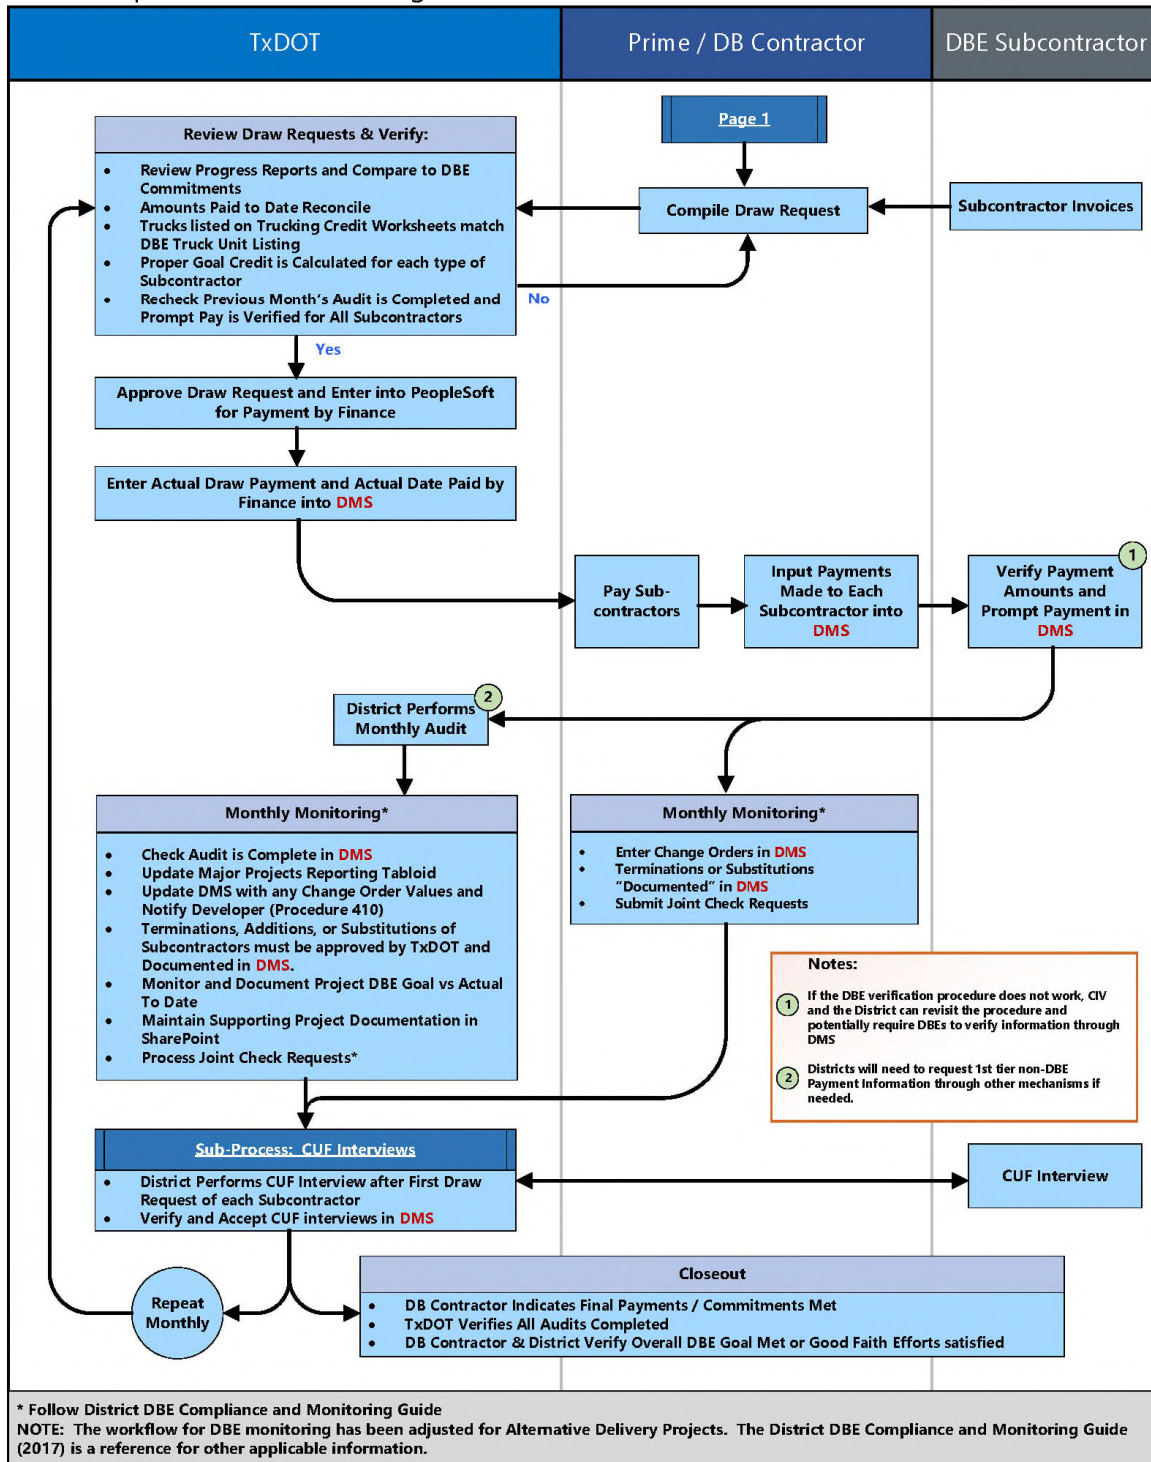 TxDOT
Prime / DB Contractor
DBE Subcontractor
Page 1
Review Draw Requests & Verify:
• Review Progress Reports and Compare to DBE
Commitments
• Amounts Paid to Date Reconcile
• Trucks listed on Trucking Credit Worksheets match
DBE Truck Unit Listing
• Proper Goal Credit is Calculated for each type of
Subcontractor
• Recheck Previous Month's Audit is Completed and
Prompt Pay is Verified for All Subcontractors
Compile Draw Request
Subcontractor Invoices
No
Yes
Approve Draw Request and Enter into PeopleSoft
for Payment by Finance
Enter Actual Draw Payment and Actual Date Paid by
Finance into DMS
Pay Sub-
contractors
Input Payments
Made to Each
Subcontractor into
DMS
1
Verify Payment
Amounts and
Prompt Payment in
DMS
2
District Performs
Monthly Audit
Monthly Monitoring*
• Check Audit is Complete in DMS
• Update Major Projects Reporting Tabloid
• Update DMS with any Change Order Values and
Notify Developer (Procedure 410)
• Terminations, Additions, or Substitutions of
Subcontractors must be approved by TxDOT and
Documented in DMS.
• Monitor and Document Project DBE Goal vs Actual
To Date
• Maintain Supporting Project Documentation in
SharePoint
• Process Joint Check Requests*
Monthly Monitoring*
• Enter Change Orders in DMS
• Terminations or Substitutions
"Documented" in DMS
• Submit Joint Check Requests
Notes:
1 If the DBE verification procedure does not work, CIV
and the District can revisit the procedure and
potentially require DBEs to verify information through
DMS
2 Districts will need to request 1st tier non-DBE
Payment Information through other mechanisms if
needed.
Sub-Process: CUF Interviews
• District Performs CUF Interview after First Draw
Request of each Subcontractor
• Verify and Accept CUF interviews in DMS
CUF Interview
Repeat
Monthly
Closeout
• DB Contractor Indicates Final Payments / Commitments Met
• TxDOT Verifies All Audits Completed
• DB Contractor & District Verify Overall DBE Goal Met or Good Faith Efforts satisfied
* Follow District DBE Compliance and Monitoring Guide
NOTE: The workflow for DBE monitoring has been adjusted for Alternative Delivery Projects. The District DBE Compliance and Monitoring Guide
(2017) is a reference for other applicable information.